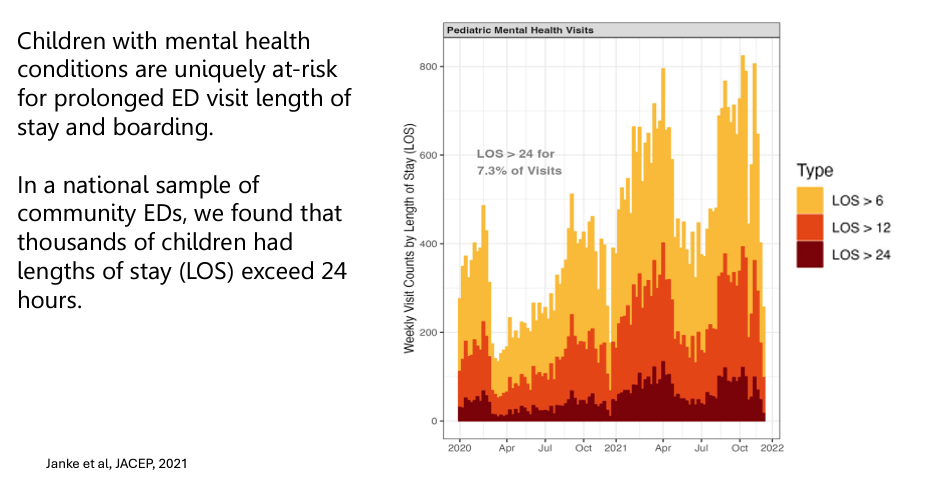 Children with mental health
conditions are uniquely at-risk
for prolonged ED visit length of
stay and boarding.
In a national sample of
community EDs, we found that
thousands of children had
lengths of stay (LOS) exceed 24
hours.
Janke et al, JACEP, 2021
Pediatric Mental Health Visits
Weekly Visit Counts by Length of Stay (LOS)
800
600
400
200
0
LOS > 24 for
7.3% of Visits
2020 Apr Jul Oct 2021 Apr Jul Oct 2022
Type
LOS > 6
LOS > 12
LOS > 24